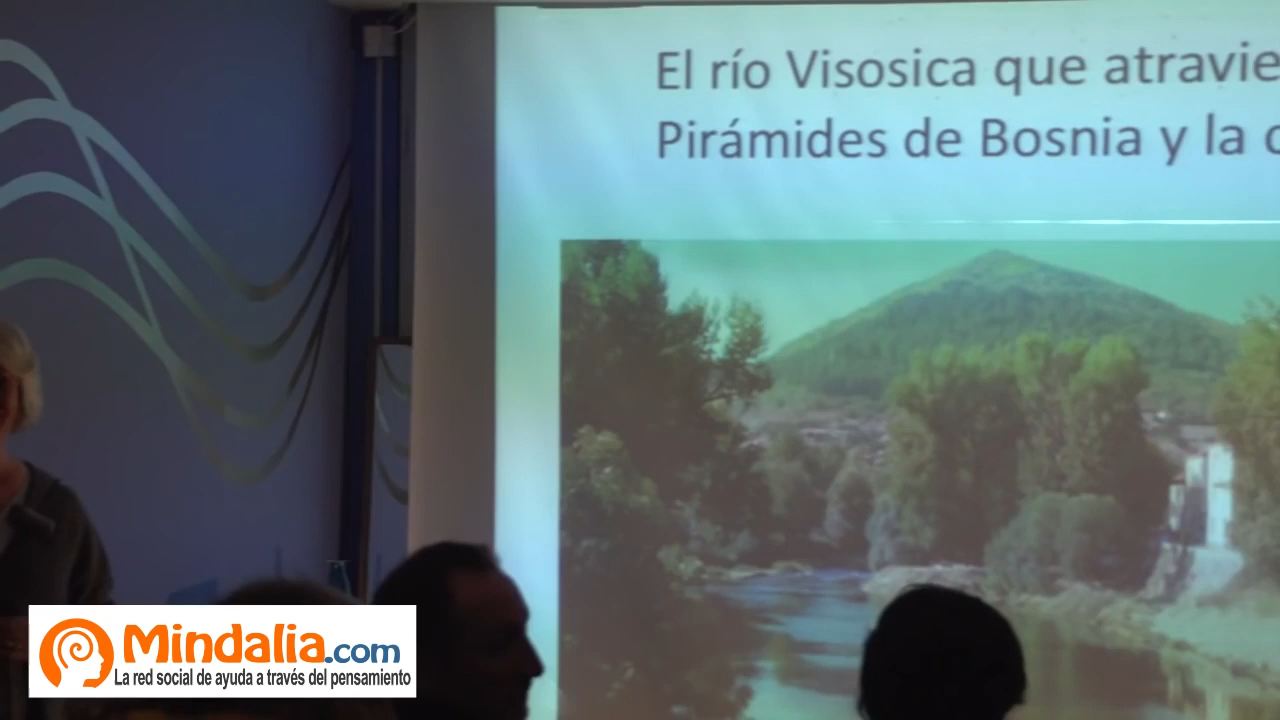 El río Visosica que atravie
Pirámides de Bosnia y la
Mindalia.com
La red social de ayuda a través del pensamiento